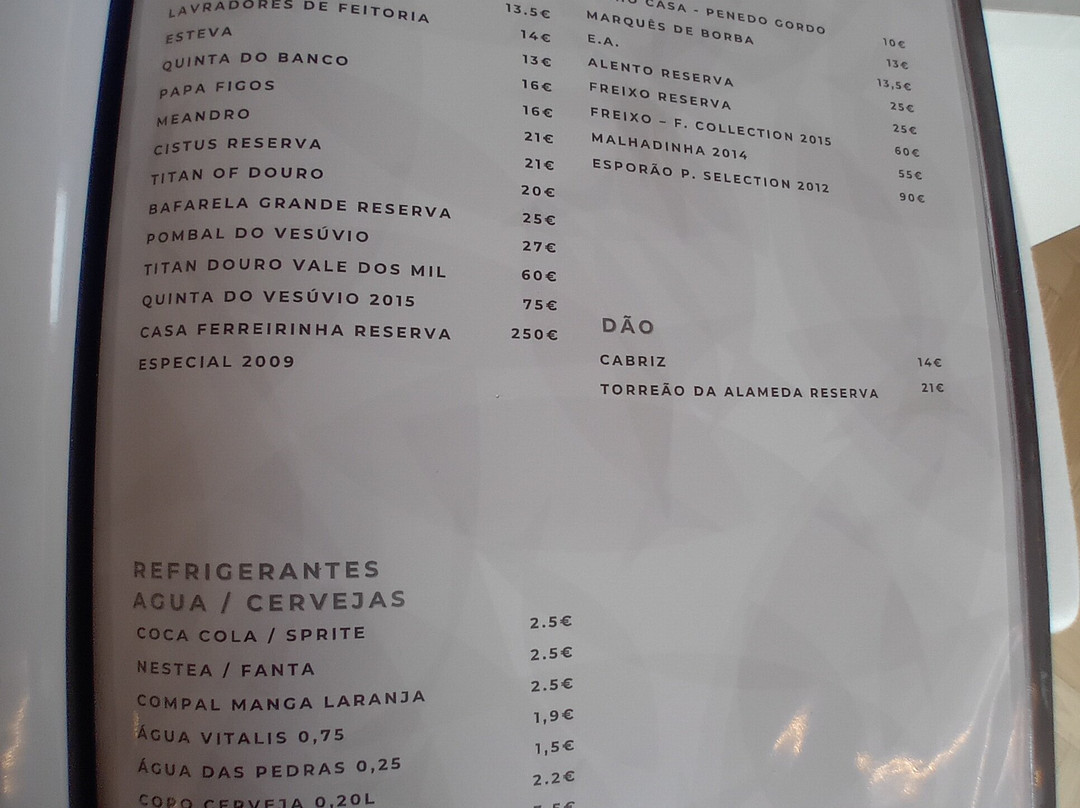 LAVRADORES DE FEITORIA 13.5€
ESTEVA 14€
QUINTA DO BANCO 13€
PAPA FIGOS 16€
MEANDRO 16€
CISTUS RESERVA 21€
TITAN OF DOURO 21€
BAFARELA GRANDE RESERVA 20€
POMBAL DO VESÚVIO 25€
TITAN DOURO VALE DOS MIL 27€
QUINTA DO VESÚVIO 2015 60€
CASA FERREIRINHA RESERVA 75€
ESPECIAL 2009 250€
CASA - PENEDO GORDO 10€
MARQUÊS DE BORBA 13€
E.A. 13,5€
ALENTO RESERVA 25€
FREIXO RESERVA 25€
FREIXO - F. COLLECTION 2015 60€
MALHADINHA 2014 55€
ESPORÃO P. SELECTION 2012 90€
DÃO
CABRIZ 14€
TORREÃO DA ALAMEDA RESERVA 21€
REFRIGERANTES
AGUA / CERVEJAS
COCA COLA / SPRITE 2.5€
NESTEA / FANTA 2.5€
COMPAL MANGA LARANJA 2.5€
ÁGUA VITALIS 0,75 1,9€
ÁGUA DAS PEDRAS 0,25 1,5€
COPO CERVEJA 0,20L 2.2€